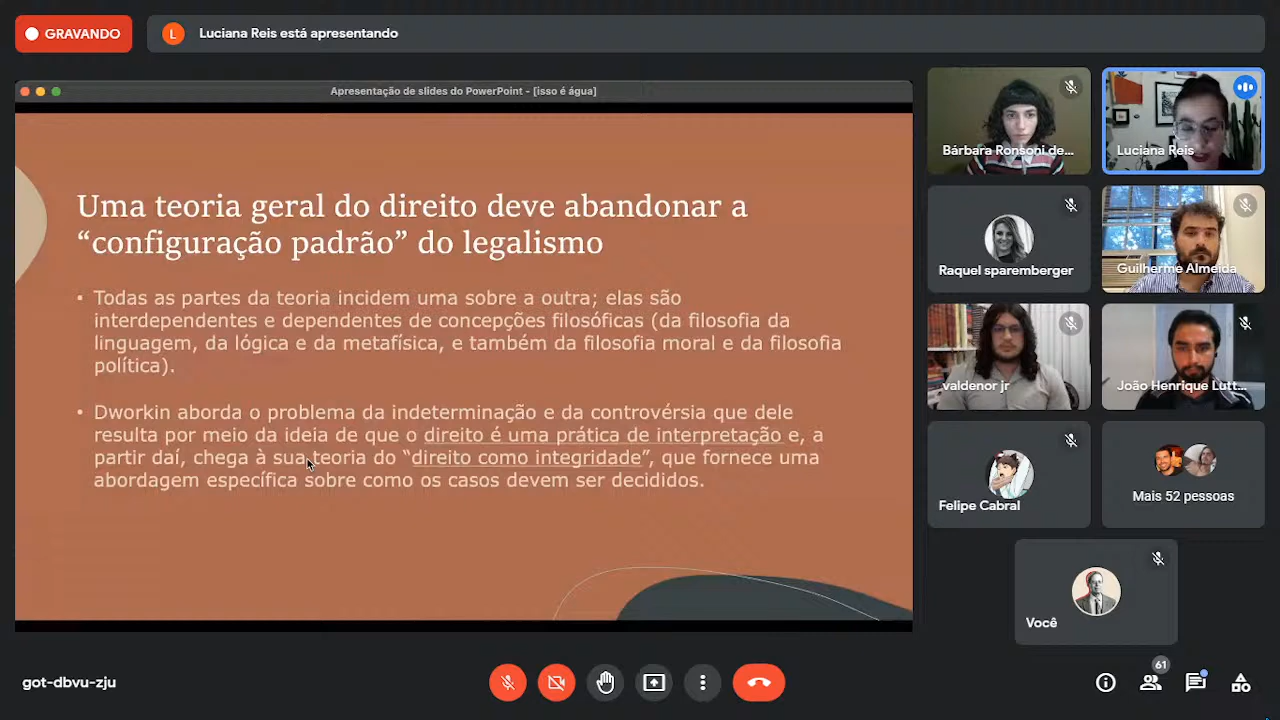 GRAVANDO
L
Luciana Reis está apresentando
Apresentação de slides do PowerPoint - [isso é água]
Uma teoria geral do direito deve abandonar a
“configuração padrão” do legalismo
• Todas as partes da teoria incidem uma sobre a outra; elas são
interdependentes e dependentes de concepções filosóficas (da filosofia da
linguagem, da lógica e da metafísica, e também da filosofia moral e da filosofia
política).
• Dworkin aborda o problema da indeterminação e da controvérsia que dele
resulta por meio da ideia de que o direito é uma prática de interpretação e, a
partir daí, chega à sua teoria do “direito como integridade”, que fornece uma
abordagem específica sobre como os casos devem ser decididos.
Bárbara Ronsoni de...
Luciana Reis
Raquel sparemberger
Guilherme Almeida
valdenor jr
João Henrique Lutt...
Felipe Cabral
Mais 52 pessoas
Você
got-dbvu-zju
61